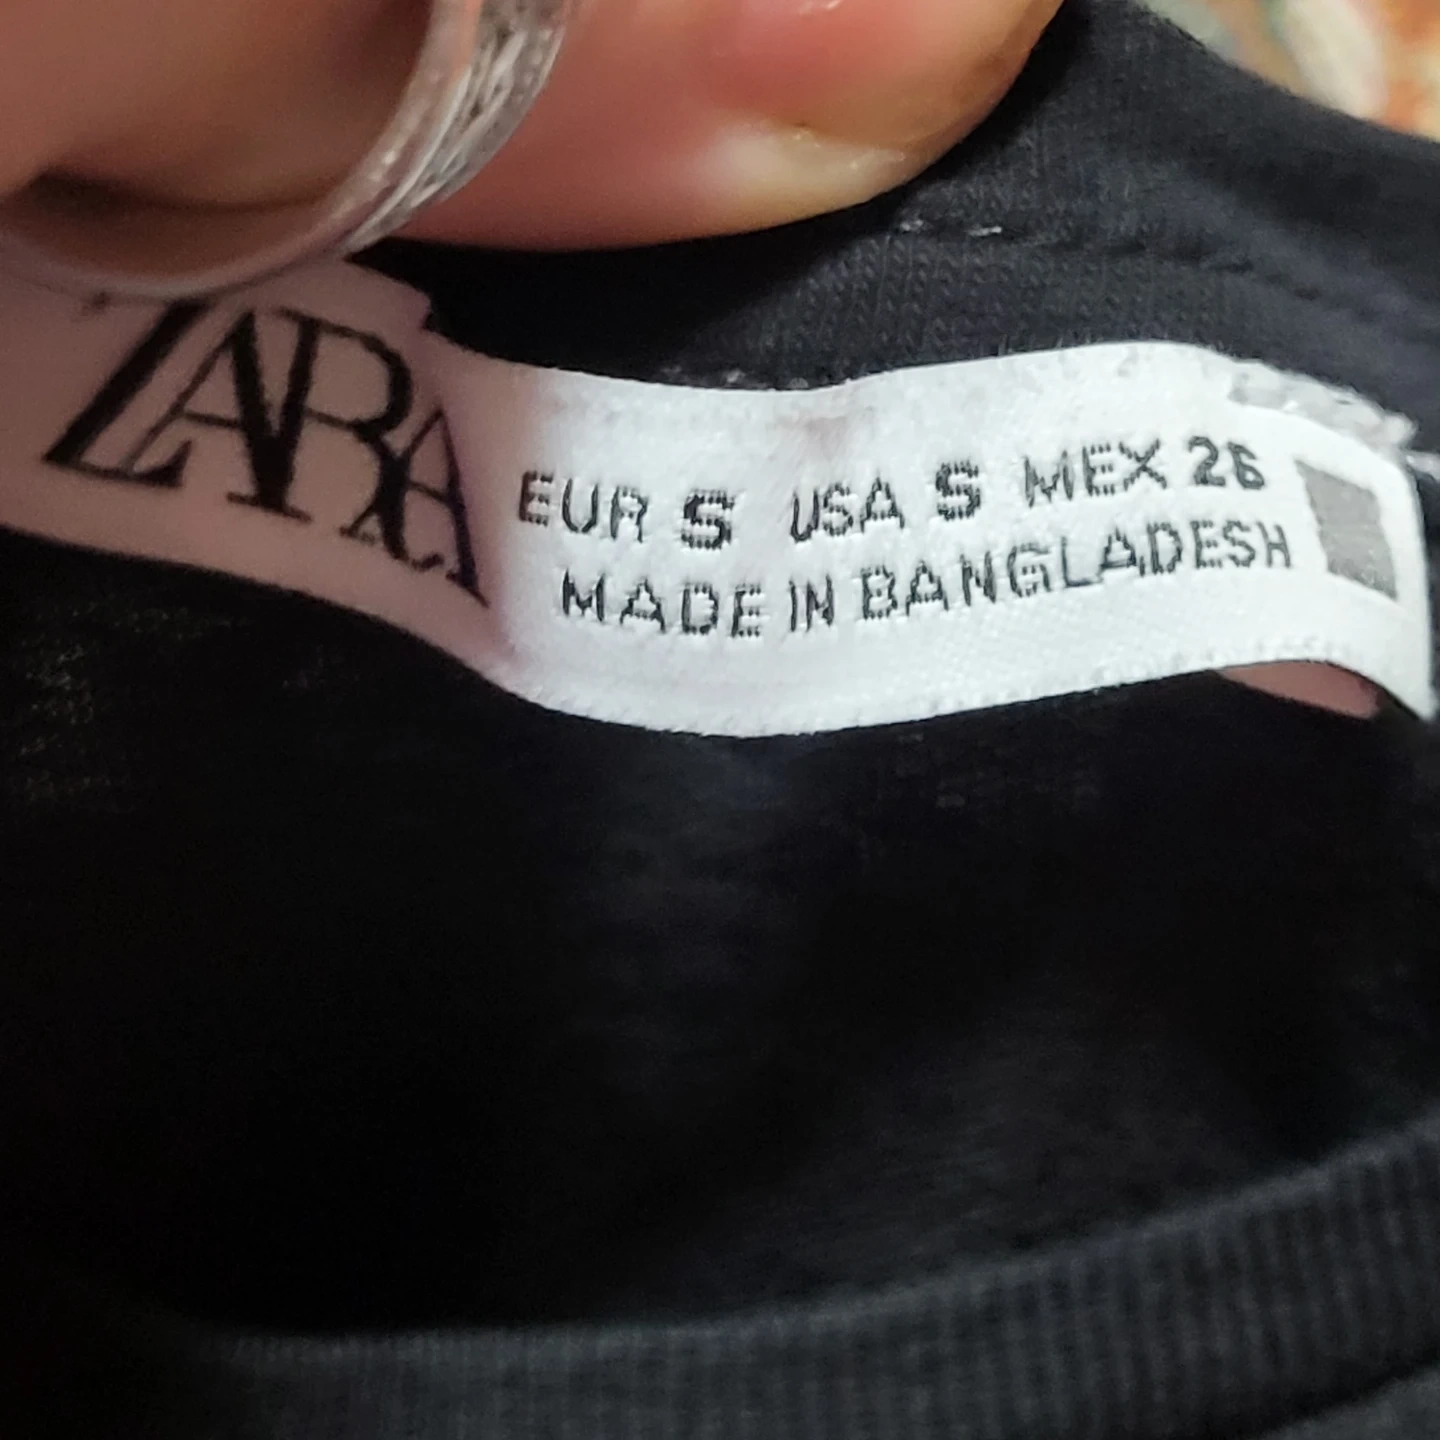 ZARA
EUR S USA S MEX 26
MADE IN BANGLADESH